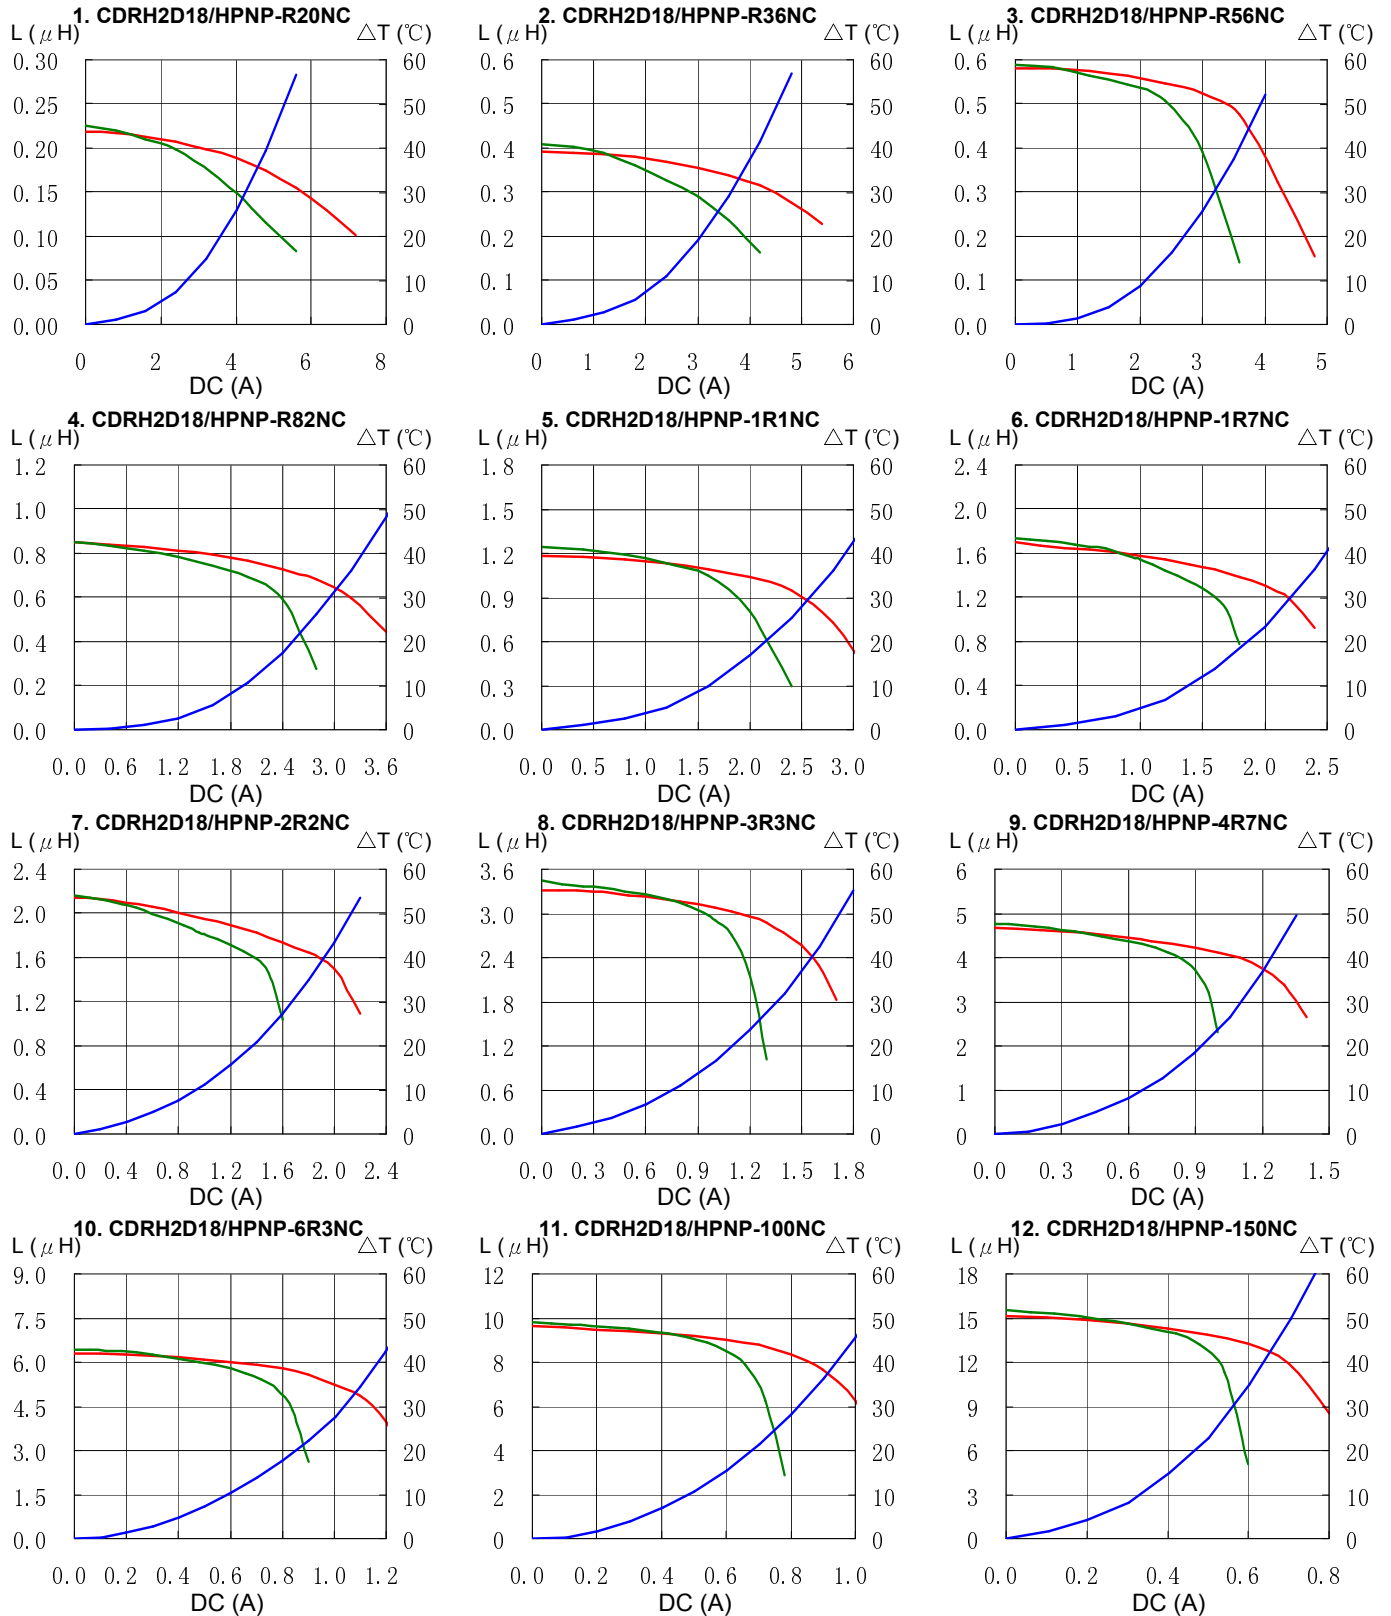 1. CDRH2D18/HPNP-R20NC
L ( μ H) △T (℃)
0.30 60
0.25 50
0.20 40
0.15 30
0.10 20
0.05 10
0.00 0
0 2 4 6 8
DC (A)
2. CDRH2D18/HPNP-R36NC
L ( μ H) △T (℃)
0.6 60
0.5 50
0.4 40
0.3 30
0.2 20
0.1 10
0.0 0
0 1 2 3 4 5 6
DC (A)
3. CDRH2D18/HPNP-R56NC
L ( μ H) △T (℃)
0.6 60
0.5 50
0.4 40
0.3 30
0.2 20
0.1 10
0.0 0
0 1 2 3 4 5
DC (A)
4. CDRH2D18/HPNP-R82NC
L ( μ H) △T (℃)
1.2 60
1.0 50
0.8 40
0.6 30
0.4 20
0.2 10
0.0 0
0.0 0.6 1.2 1.8 2.4 3.0 3.6
DC (A)
5. CDRH2D18/HPNP-1R1NC
L ( μ H) △T (℃)
1.8 60
1.5 50
1.2 40
0.9 30
0.6 20
0.3 10
0.0 0
0.0 0.5 1.0 1.5 2.0 2.5 3.0
DC (A)
6. CDRH2D18/HPNP-1R7NC
L ( μ H) △T (℃)
2.4 60
2.0 50
1.6 40
1.2 30
0.8 20
0.4 10
0.0 0
0.0 0.5 1.0 1.5 2.0 2.5
DC (A)
7. CDRH2D18/HPNP-2R2NC
L ( μ H) △T (℃)
2.4 60
2.0 50
1.6 40
1.2 30
0.8 20
0.4 10
0.0 0
0.0 0.4 0.8 1.2 1.6 2.0 2.4
DC (A)
8. CDRH2D18/HPNP-3R3NC
L ( μ H) △T (℃)
3.6 60
3.0 50
2.4 40
1.8 30
1.2 20
0.6 10
0.0 0
0.0 0.3 0.6 0.9 1.2 1.5 1.8
DC (A)
9. CDRH2D18/HPNP-4R7NC
L ( μ H) △T (℃)
6 60
5 50
4 40
3 30
2 20
1 10
0 0
0.0 0.3 0.6 0.9 1.2 1.5
DC (A)
10. CDRH2D18/HPNP-6R3NC
L ( μ H) △T (℃)
9.0 60
7.5 50
6.0 40
4.5 30
3.0 20
1.5 10
0.0 0
0.0 0.2 0.4 0.6 0.8 1.0 1.2
DC (A)
11. CDRH2D18/HPNP-100NC
L ( μ H) △T (℃)
12 60
10 50
8 40
6 30
4 20
2 10
0 0
0.0 0.2 0.4 0.6 0.8 1.0
DC (A)
12. CDRH2D18/HPNP-150NC
L ( μ H) △T (℃)
18 60
15 50
12 40
9 30
6 20
3 10
0 0
0.0 0.2 0.4 0.6 0.8
DC (A)